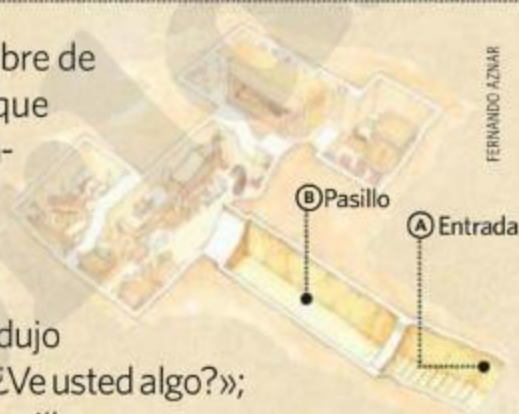 bre de
que
dujo
¿Ve usted algo?»;
B Pasillo
A Entrada
FERNANDO AZNAR